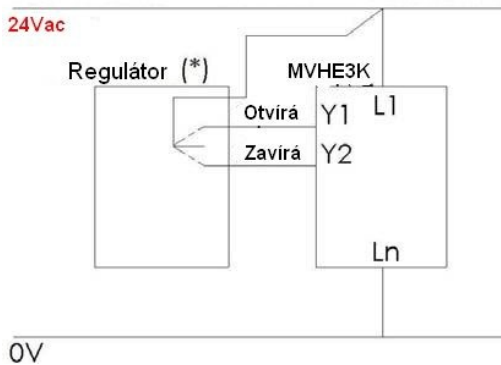 24Vac
Regulátor (*)
MVHE3K
Otvírá
Y1
L1
Zavírá
Y2
Ln
0V